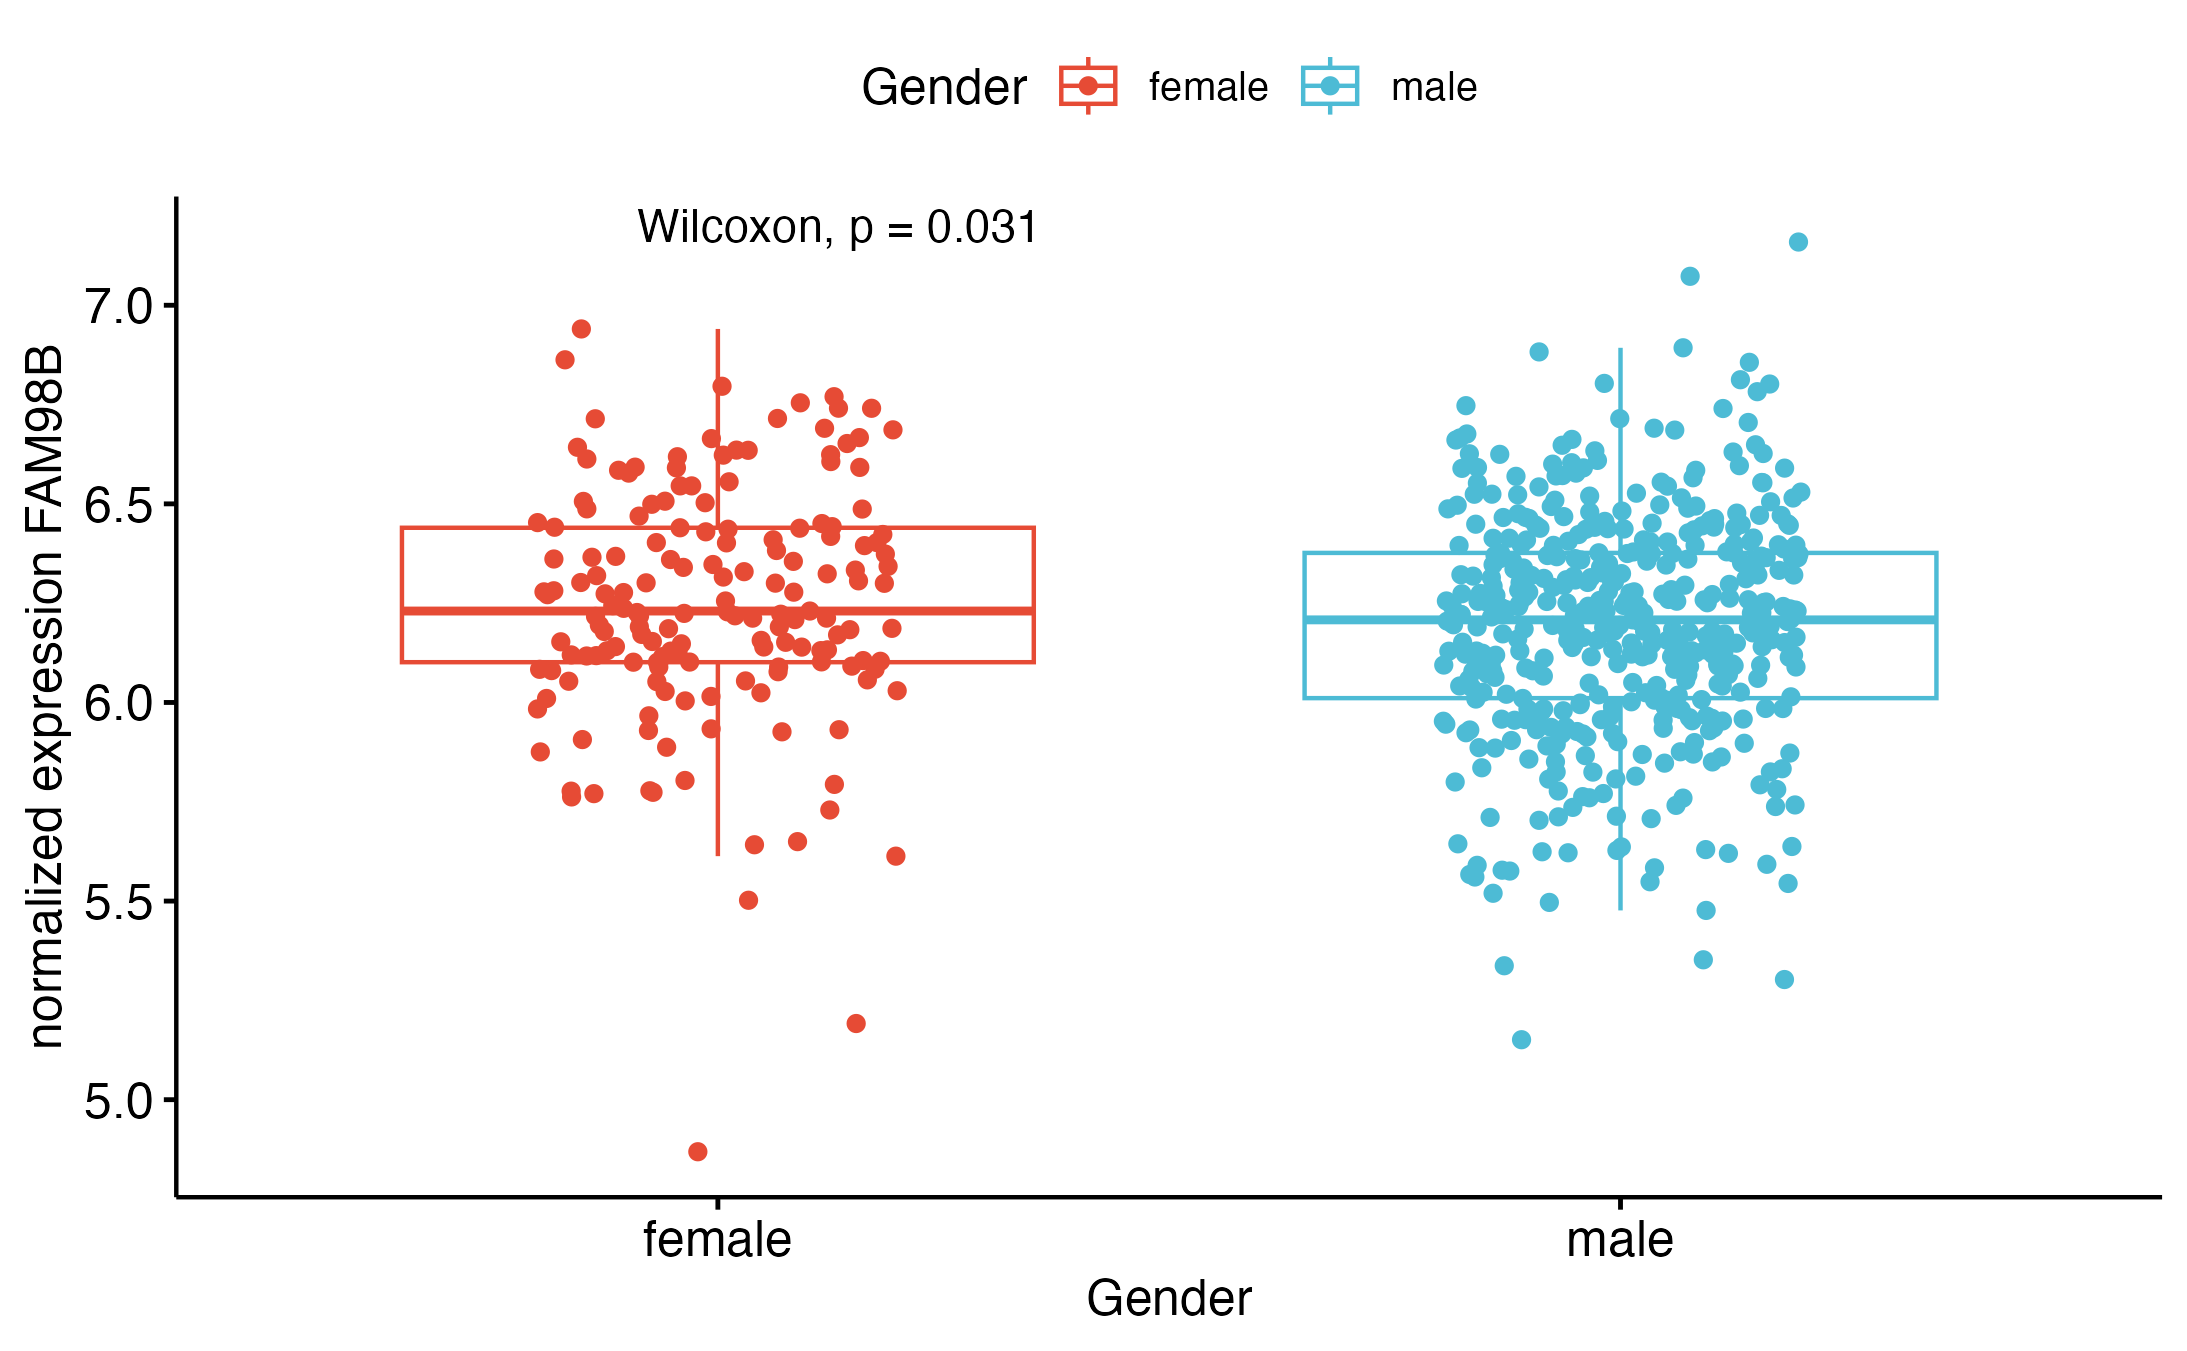 Gender female male
Wilcoxon, p = 0.031
normalized expression FAM98B
7.0
6.5
6.0
5.5
5.0
female male
Gender